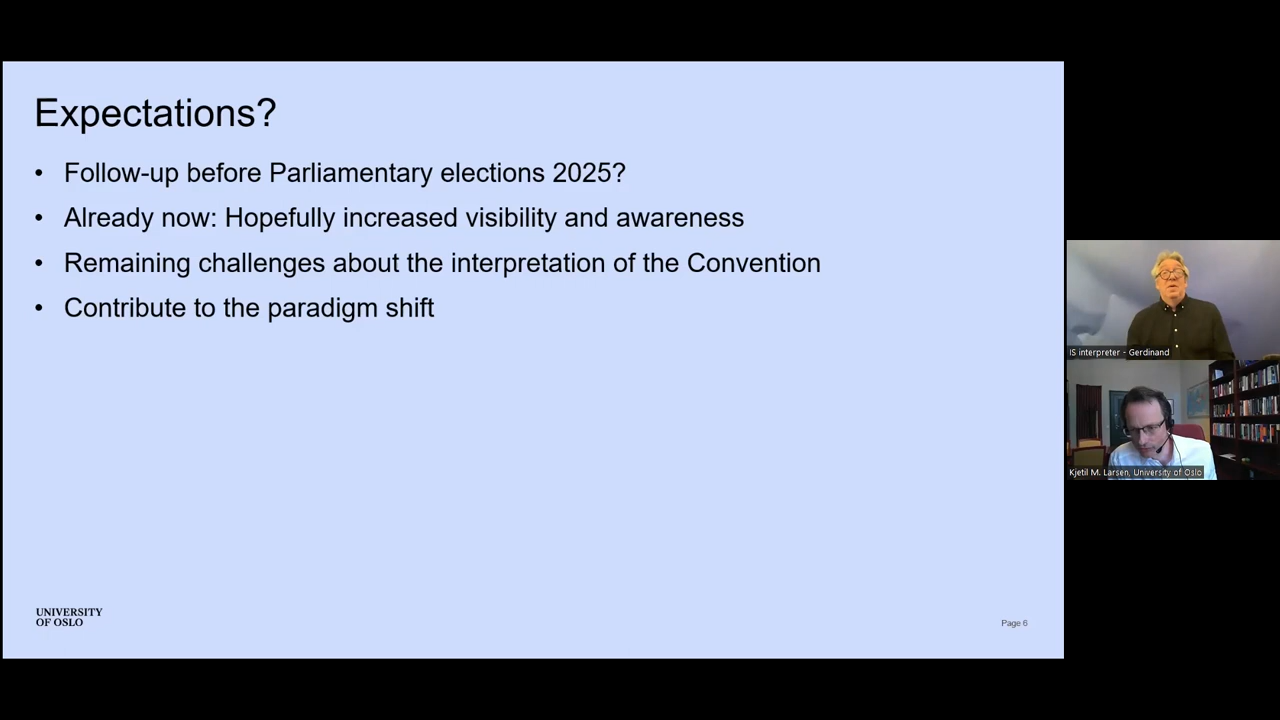 Expectations?
• Follow-up before Parliamentary elections 2025?
• Already now: Hopefully increased visibility and awareness
• Remaining challenges about the interpretation of the Convention
• Contribute to the paradigm shift
UNIVERSITY
OF OSLO
Page 6
IS interpreter - Gerdinand
Kjetil M. Larsen, University of Oslo